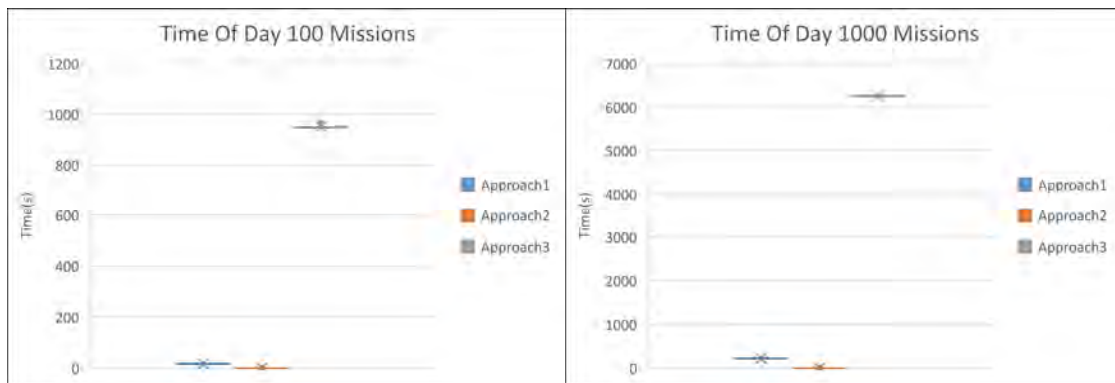 Time Of Day 100 Missions
1200
1000
800
600
400
200
0
Time(s)
Approach1
Approach2
Approach3
Time Of Day 1000 Missions
7000
6000
5000
4000
3000
2000
1000
0
Time(s)
Approach1
Approach2
Approach3